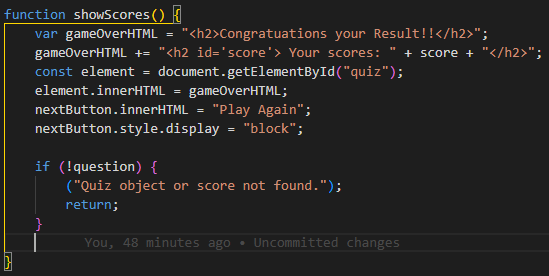 function showScores() {
var gameOverHTML = "<h2>Congratuations your Result!!</h2>";
gameOverHTML += "<h2 id='score'> Your scores: " + score + "</h2>";
const element = document.getElementById("quiz");
element.innerHTML = gameOverHTML;
nextButton.innerHTML = "Play Again";
nextButton.style.display = "block";
if (!question) {
("Quiz object or score not found.");
return;
}
You, 48 minutes ago • Uncommitted changes
}